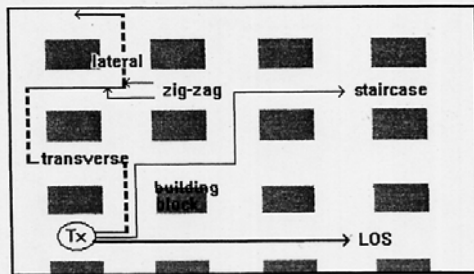 lateral
zig-zag
staircase
transverse
building
block
Tx
LOS